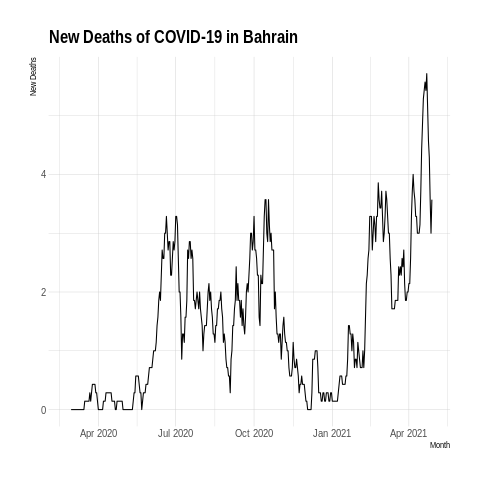 New Deaths of COVID-19 in Bahrain
New Deaths
4
2
0
Apr 2020 Jul 2020 Oct 2020 Jan 2021 Apr 2021
Month